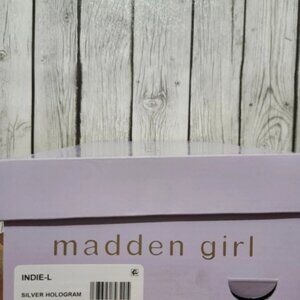 madden girl
INDIE-L
SILVER HOLOGRAM